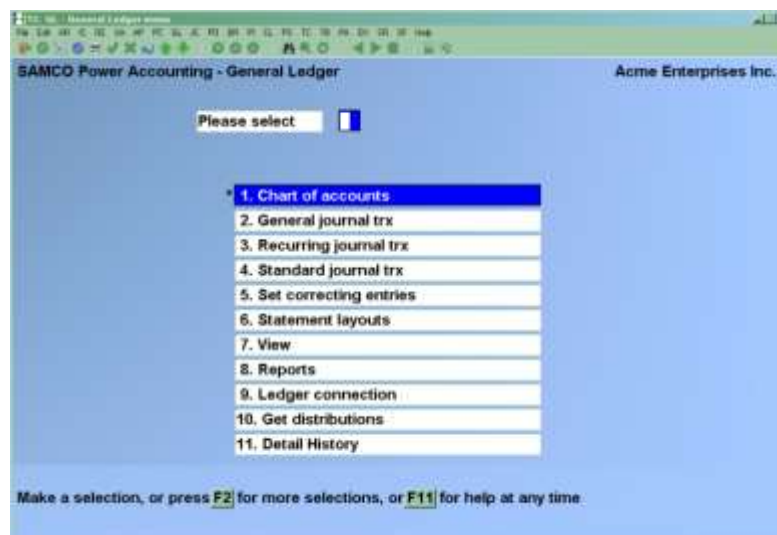 General Ledger menu
SAMCO Power Accounting - General Ledger Acme Enterprises Inc.
Please select
* 1. Chart of accounts
2. General journal trx
3. Recurring journal trx
4. Standard journal trx
5. Set correcting entries
6. Statement layouts
7. View
8. Reports
9. Ledger connection
10. Get distributions
11. Detail History
Make a selection, or press F2 for more selections, or F11 for help at any time